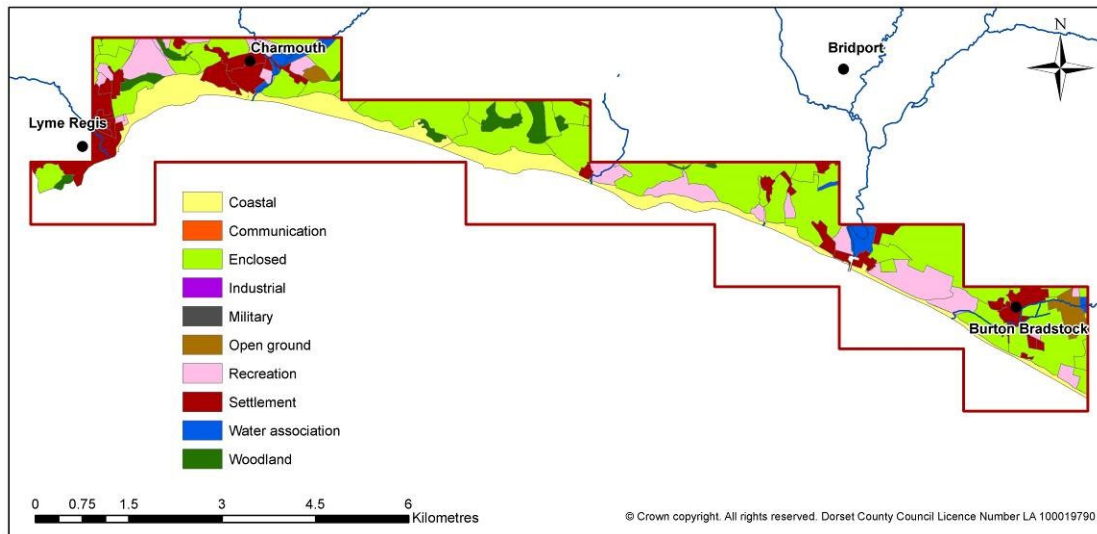 N
Charmouth
Bridport
Lyme Regis
Burton Bradstock
Coastal
Communication
Enclosed
Industrial
Military
Open ground
Recreation
Settlement
Water association
Woodland
0 0.75 1.5 3 4.5 6
Kilometres
© Crown copyright. All rights reserved. Dorset County Council Licence Number LA 100019790